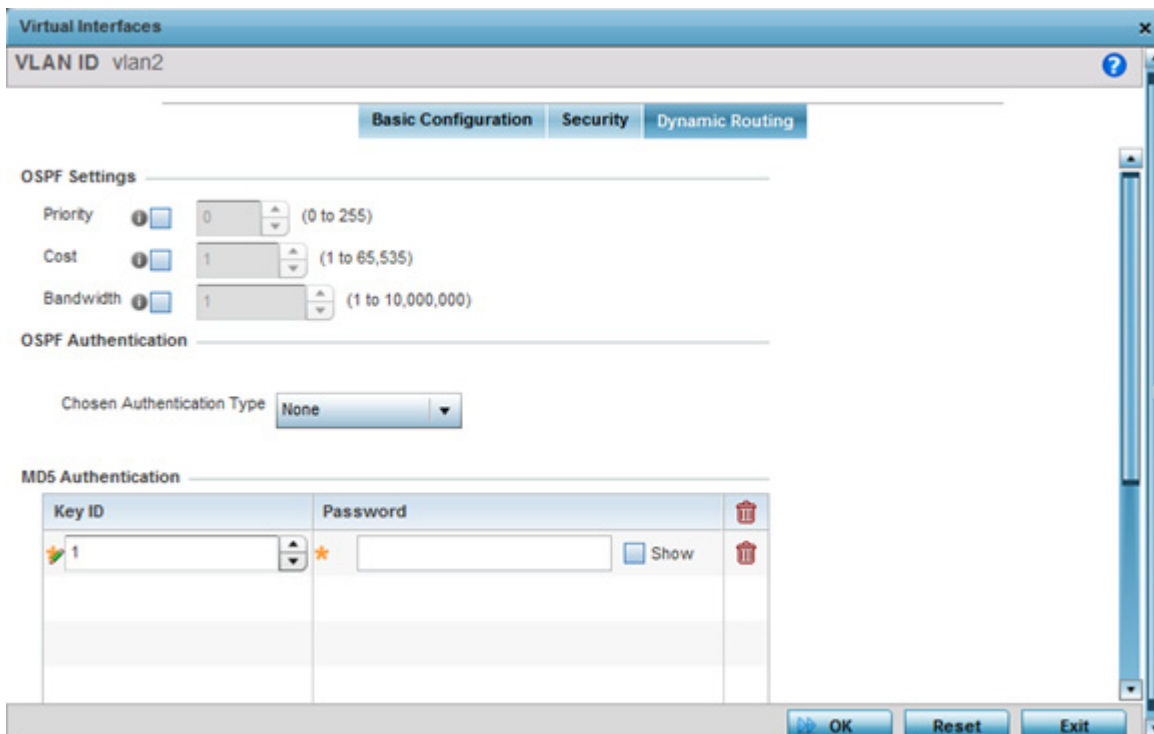 Virtual Interfaces
VLAN ID vlan2
Basic Configuration Security Dynamic Routing
OSPF Settings
Priority 0 (0 to 255)
Cost 1 (1 to 65,535)
Bandwidth 1 (1 to 10,000,000)
OSPF Authentication
Chosen Authentication Type None
MD5 Authentication
Key ID Password
1 * Show
OK Reset Exit